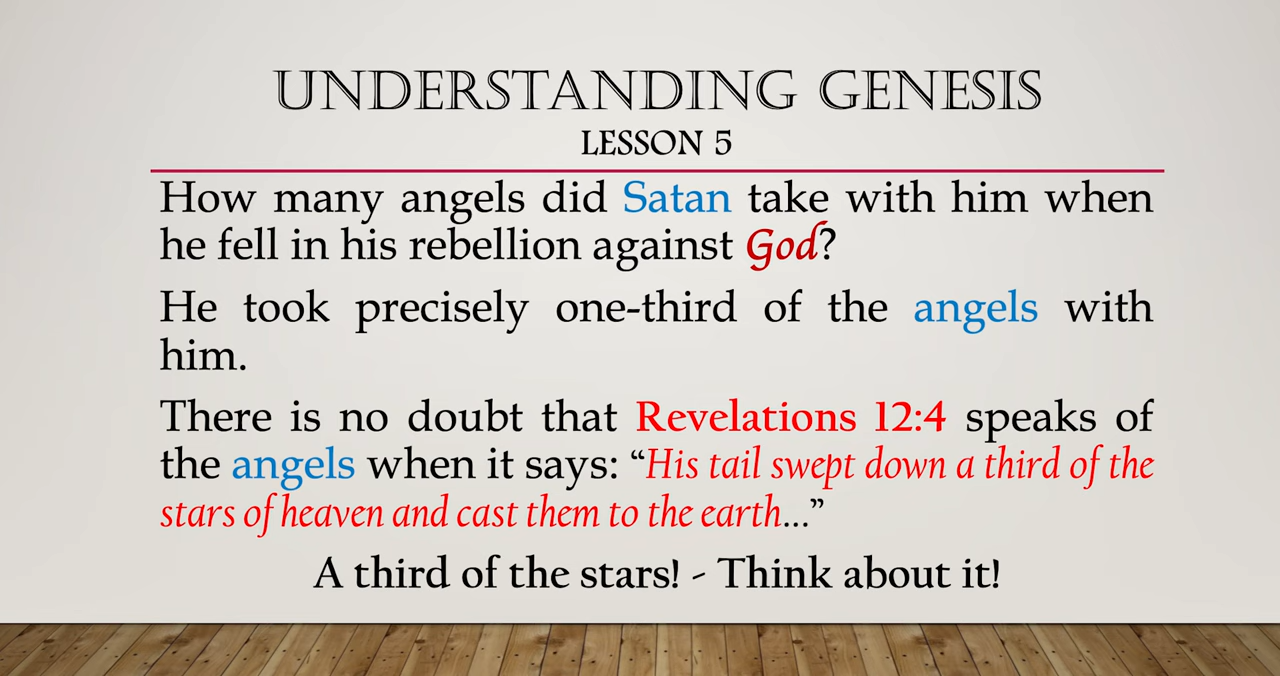 UNDERSTANDING GENESIS
LESSON 5
How many angels did Satan take with him when
he fell in his rebellion against God?
He took precisely one-third of the angels with
him.
There is no doubt that Revelations 12:4 speaks of
the angels when it says: “His tail swept down a third of the
stars of heaven and cast them to the earth…”
A third of the stars! - Think about it!